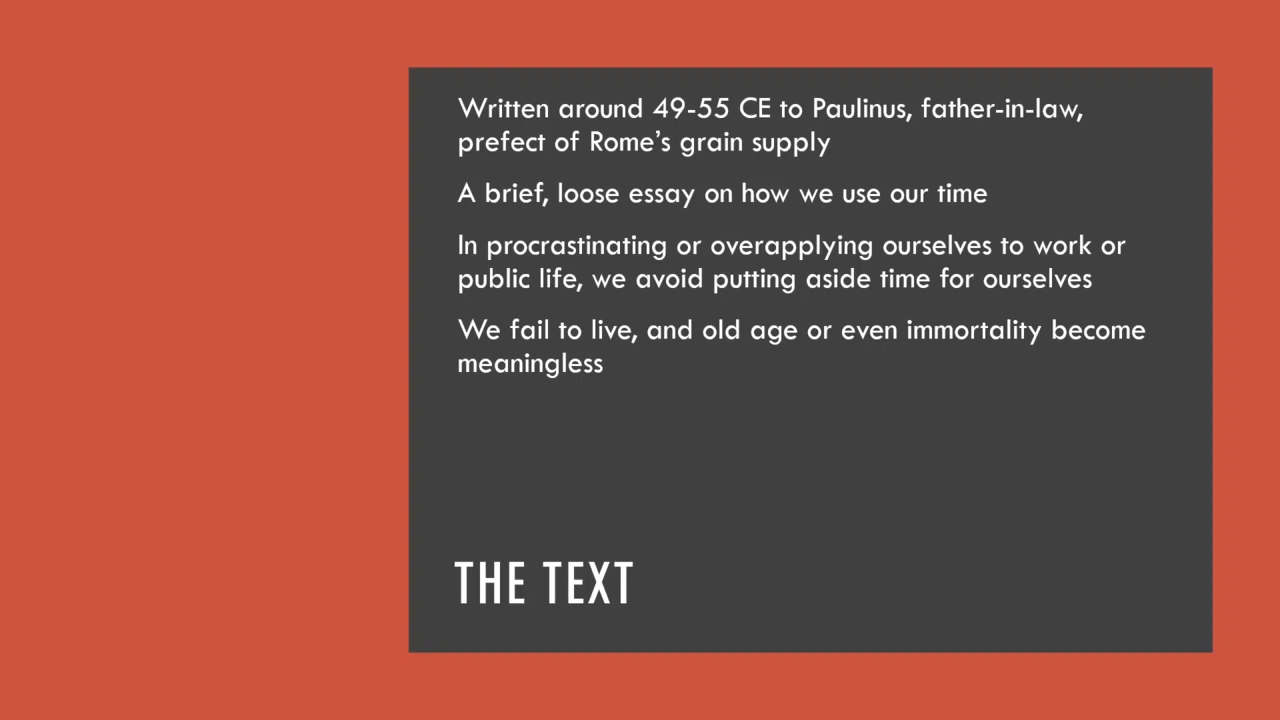 Written around 49-55 CE to Paulinus, father-in-law,
prefect of Rome’s grain supply
A brief, loose essay on how we use our time
In procrastinating or overapplying ourselves to work or
public life, we avoid putting aside time for ourselves
We fail to live, and old age or even immortality become
meaningless
THE TEXT